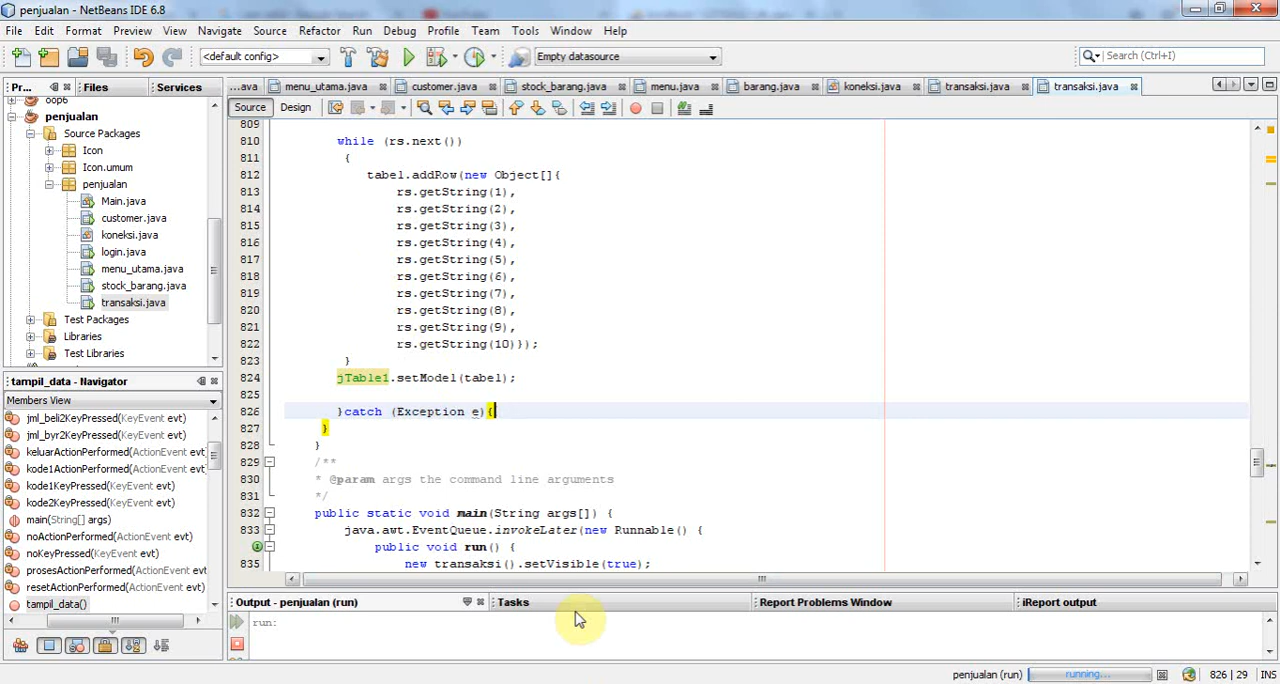 penjualan - NetBeans IDE 6.8
File Edit Format Preview View Navigate Source Refactor Run Debug Profile Team Tools Window Help
<default config> Empty datasource Search (Ctrl+I)
Pr... Files Services
...ava menu_utama.java customer.java stock_barang.java menu.java barang.java koneksi.java transaksi.java transaksi.java
Source Design
oop6
penjualan
Source Packages
Icon
Icon.umum
penjualan
Main.java
customer.java
koneksi.java
login.java
menu_utama.java
stock_barang.java
transaksi.java
Test Packages
Libraries
Test Libraries
tampil_data - Navigator
Members View
jml_beli2KeyPressed(KeyEvent evt)
jml_byr2KeyPressed(KeyEvent evt)
keluarActionPerformed(ActionEvent evt
kode1ActionPerformed(ActionEvent evt
kode1KeyPressed(KeyEvent evt)
kode2KeyPressed(KeyEvent evt)
main(String[] args)
noActionPerformed(ActionEvent evt)
noKeyPressed(KeyEvent evt)
prosesActionPerformed(ActionEvent evt
resetActionPerformed(ActionEvent evt)
tampil_data()
809
810 while (rs.next())
811 {
812 tabel.addRow(new Object[]{
813 rs.getString(1),
814 rs.getString(2),
815 rs.getString(3),
816 rs.getString(4),
817 rs.getString(5),
818 rs.getString(6),
819 rs.getString(7),
820 rs.getString(8),
821 rs.getString(9),
822 rs.getString(10)});
823 }
824 jTable1.setModel(tabel);
825
826 }catch (Exception e){
827 }
828 }
829 /**
830 * @param args the command line arguments
831 */
832 public static void main(String args[]) {
833 java.awt.EventQueue.invokeLater(new Runnable() {
834 public void run() {
835 new transaksi().setVisible(true);
Output - penjualan (run) Tasks Report Problems Window iReport output
run:
penjualan (run) running... 826 | 29 INS